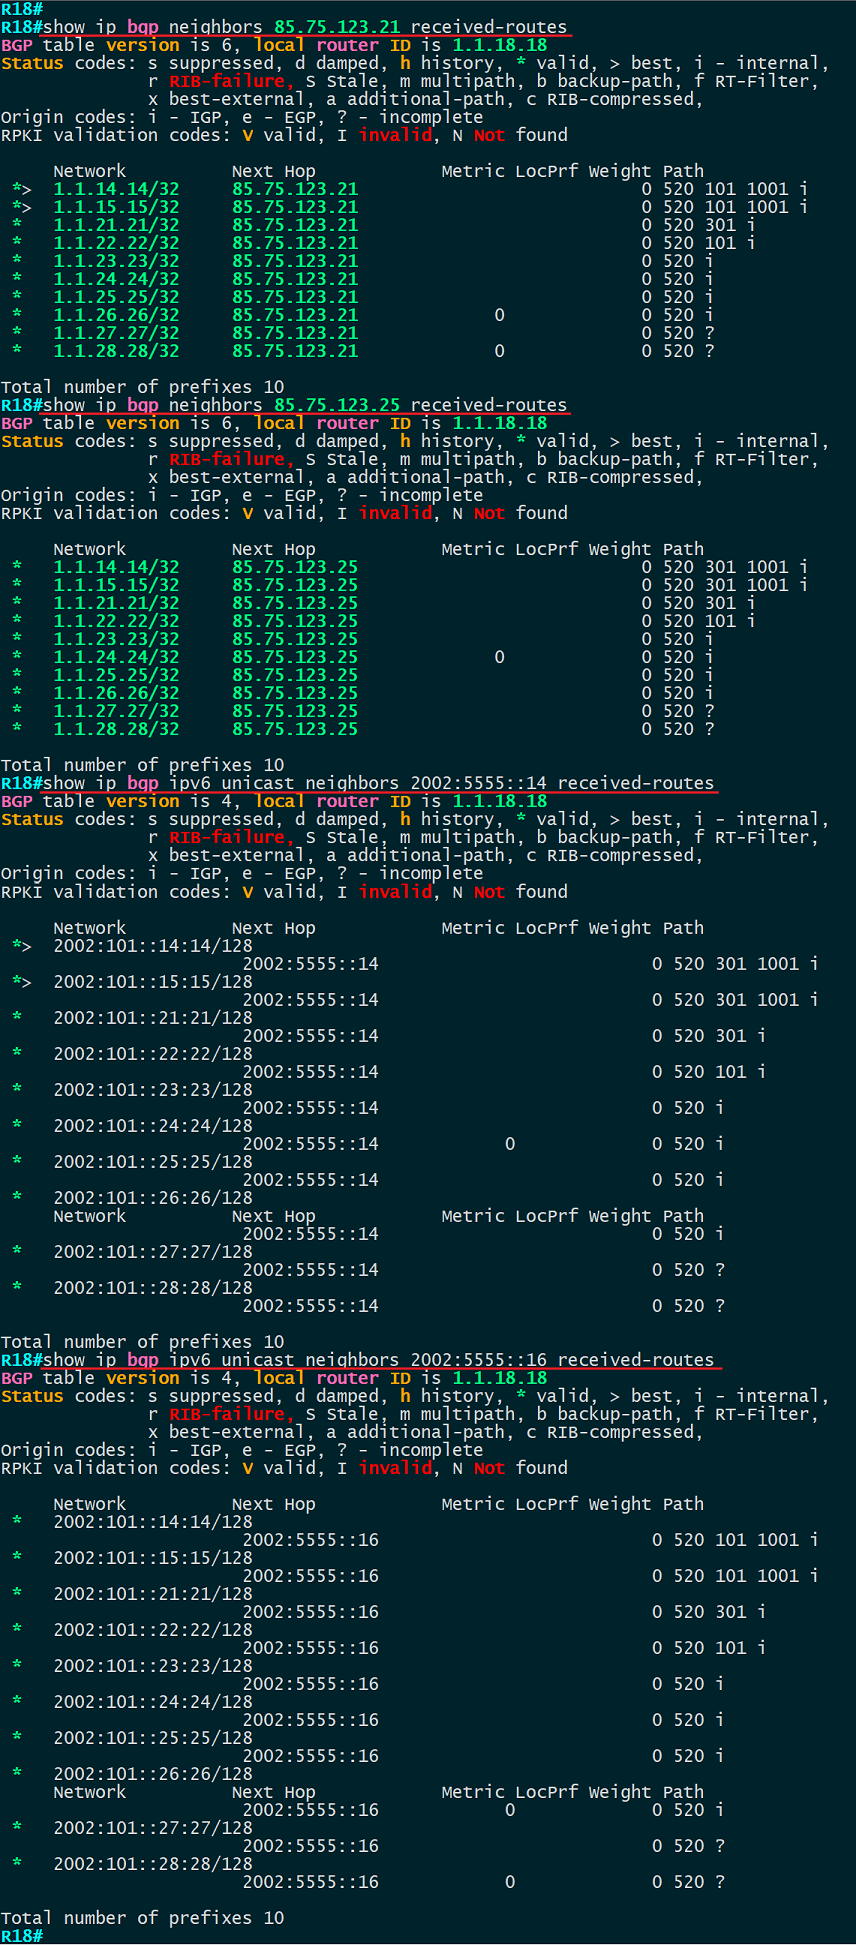 R18#
R18#show ip bgp neighbors 85.75.123.21 received-routes
BGP table version is 6, local router ID is 1.1.18.18
Status codes: s suppressed, d damped, h history, * valid, > best, i - internal,
              r RIB-failure, S Stale, m multipath, b backup-path, f RT-Filter,
              x best-external, a additional-path, c RIB-compressed,
Origin codes: i - IGP, e - EGP, ? - incomplete
RPKI validation codes: V valid, I invalid, N Not found

     Network          Next Hop            Metric LocPrf Weight Path
 *>  1.1.14.14/32     85.75.123.21                           0 520 101 1001 i
 *>  1.1.15.15/32     85.75.123.21                           0 520 101 1001 i
 *   1.1.21.21/32     85.75.123.21                           0 520 301 i
 *   1.1.22.22/32     85.75.123.21                           0 520 101 i
 *   1.1.23.23/32     85.75.123.21                           0 520 i
 *   1.1.24.24/32     85.75.123.21                           0 520 i
 *   1.1.25.25/32     85.75.123.21                           0 520 i
 *   1.1.26.26/32     85.75.123.21             0             0 520 i
 *   1.1.27.27/32     85.75.123.21                           0 520 ?
 *   1.1.28.28/32     85.75.123.21             0             0 520 ?

Total number of prefixes 10
R18#show ip bgp neighbors 85.75.123.25 received-routes
BGP table version is 6, local router ID is 1.1.18.18
Status codes: s suppressed, d damped, h history, * valid, > best, i - internal,
              r RIB-failure, S Stale, m multipath, b backup-path, f RT-Filter,
              x best-external, a additional-path, c RIB-compressed,
Origin codes: i - IGP, e - EGP, ? - incomplete
RPKI validation codes: V valid, I invalid, N Not found

     Network          Next Hop            Metric LocPrf Weight Path
 *   1.1.14.14/32     85.75.123.25                           0 520 301 1001 i
 *   1.1.15.15/32     85.75.123.25                           0 520 301 1001 i
 *   1.1.21.21/32     85.75.123.25                           0 520 301 i
 *   1.1.22.22/32     85.75.123.25                           0 520 101 i
 *   1.1.23.23/32     85.75.123.25                           0 520 i
 *   1.1.24.24/32     85.75.123.25             0             0 520 i
 *   1.1.25.25/32     85.75.123.25                           0 520 i
 *   1.1.26.26/32     85.75.123.25                           0 520 i
 *   1.1.27.27/32     85.75.123.25                           0 520 ?
 *   1.1.28.28/32     85.75.123.25                           0 520 ?

Total number of prefixes 10
R18#show ip bgp ipv6 unicast neighbors 2002:5555::14 received-routes
BGP table version is 4, local router ID is 1.1.18.18
Status codes: s suppressed, d damped, h history, * valid, > best, i - internal,
              r RIB-failure, S Stale, m multipath, b backup-path, f RT-Filter,
              x best-external, a additional-path, c RIB-compressed,
Origin codes: i - IGP, e - EGP, ? - incomplete
RPKI validation codes: V valid, I invalid, N Not found

     Network          Next Hop            Metric LocPrf Weight Path
 *>  2002:101::14:14/128
                       2002:5555::14                          0 520 301 1001 i
 *>  2002:101::15:15/128
                       2002:5555::14                          0 520 301 1001 i
 *   2002:101::21:21/128
                       2002:5555::14                          0 520 301 i
 *   2002:101::22:22/128
                       2002:5555::14                          0 520 101 i
 *   2002:101::23:23/128
                       2002:5555::14                          0 520 i
 *   2002:101::24:24/128
                       2002:5555::14            0             0 520 i
 *   2002:101::25:25/128
                       2002:5555::14                          0 520 i
 *   2002:101::26:26/128
     Network          Next Hop            Metric LocPrf Weight Path
                       2002:5555::14                          0 520 i
 *   2002:101::27:27/128
                       2002:5555::14                          0 520 ?
 *   2002:101::28:28/128
                       2002:5555::14                          0 520 ?

Total number of prefixes 10
R18#show ip bgp ipv6 unicast neighbors 2002:5555::16 received-routes
BGP table version is 4, local router ID is 1.1.18.18
Status codes: s suppressed, d damped, h history, * valid, > best, i - internal,
              r RIB-failure, S Stale, m multipath, b backup-path, f RT-Filter,
              x best-external, a additional-path, c RIB-compressed,
Origin codes: i - IGP, e - EGP, ? - incomplete
RPKI validation codes: V valid, I invalid, N Not found

     Network          Next Hop            Metric LocPrf Weight Path
 *   2002:101::14:14/128
                       2002:5555::16                          0 520 101 1001 i
 *   2002:101::15:15/128
                       2002:5555::16                          0 520 101 1001 i
 *   2002:101::21:21/128
                       2002:5555::16                          0 520 301 i
 *   2002:101::22:22/128
                       2002:5555::16                          0 520 101 i
 *   2002:101::23:23/128
                       2002:5555::16                          0 520 i
 *   2002:101::24:24/128
                       2002:5555::16                          0 520 i
 *   2002:101::25:25/128
                       2002:5555::16                          0 520 i
 *   2002:101::26:26/128
     Network          Next Hop            Metric LocPrf Weight Path
                       2002:5555::16            0             0 520 i
 *   2002:101::27:27/128
                       2002:5555::16                          0 520 ?
 *   2002:101::28:28/128
                       2002:5555::16            0             0 520 ?

Total number of prefixes 10
R18#